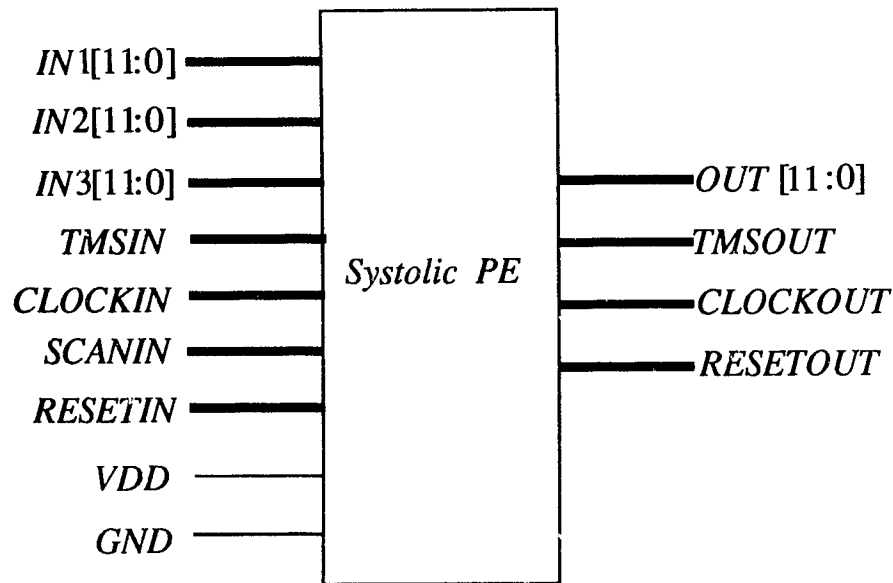 IN1[11:0]
IN2[11:0]
IN3[11:0]
TMSIN
CLOCKIN
SCANIN
RESETIN
VDD
GND
Systolic PE
OUT [11:0]
TMSOUT
CLOCKOUT
RESETOUT